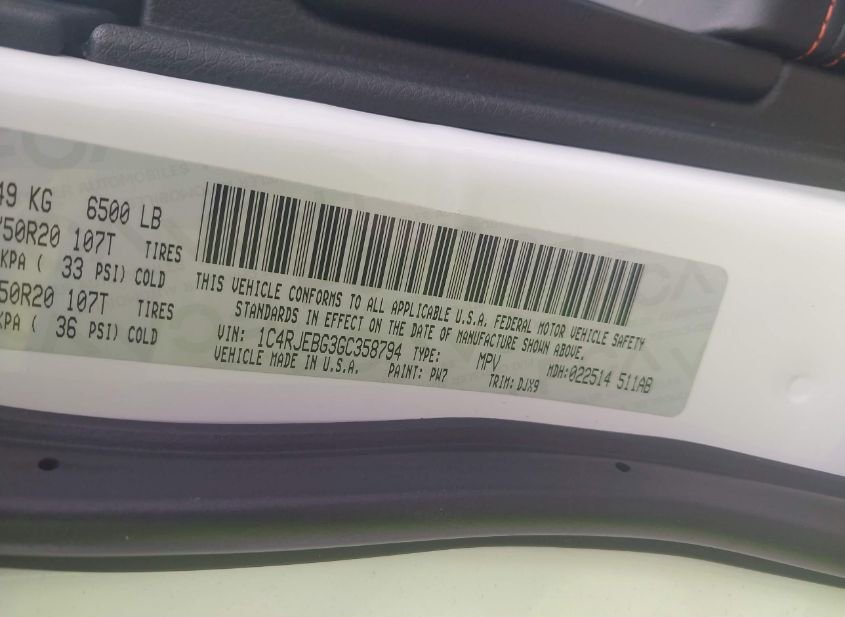 49 KG 6500 LB
50R20 107T TIRES
KPA ( 33 PSI) COLD
50R20 107T TIRES
KPA ( 36 PSI) COLD
THIS VEHICLE CONFORMS TO ALL APPLICABLE U.S.A. FEDERAL MOTOR VEHICLE SAFETY
STANDARDS IN EFFECT ON THE DATE OF MANUFACTURE SHOWN ABOVE.
VIN: 1C4RJEBG3GC358794 TYPE: MPV MDH:022514 511AB
VEHICLE MADE IN U.S.A. PAINT: PW7 TRIM: DJX9